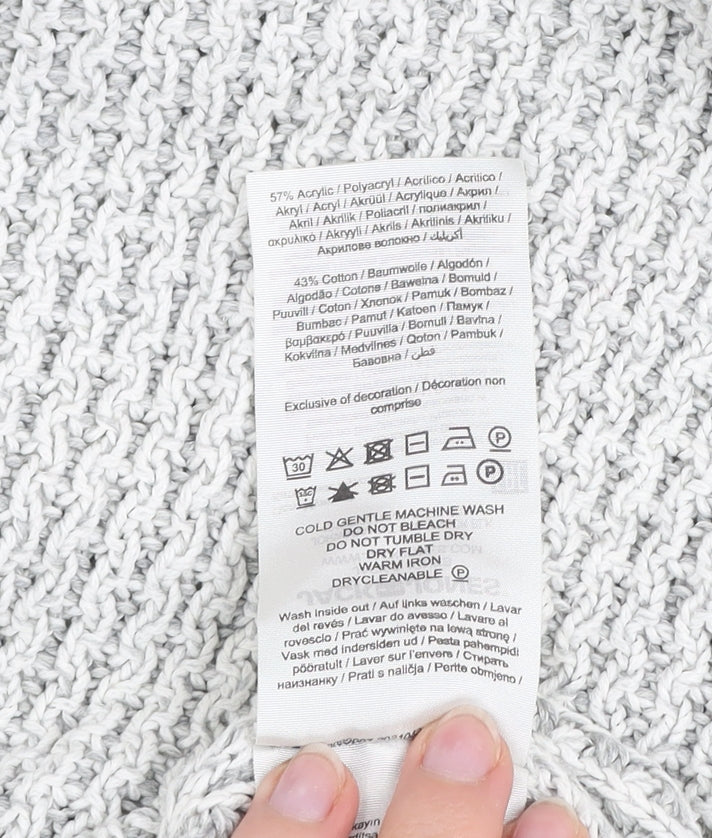 57% Acrylic / Polyacryl / Acrílico / Acrilico /
Akryl / Acryl / Akrüül / Acrylique / Акрил /
Akril / Akrilik / Poliacril / полиакрил /
ακρυλικό / Akryyli / Akrils / Akrilinis / Akriliku /
Акрилове волокно / أكريليك
43% Cotton / Baumwolle / Algodón /
Algodão / Cotone / Bawełna / Bomuld /
Puuvill / Coton / Хлопок / Pamuk / Bombaz /
Bumbac / Pamut / Katoen / Памук /
βαμβακερό / Puuvilla / Bomull / Bavlna /
Kokvilna / Medvilnes / Qoton / Pambuk /
Бавовна / قطن
Exclusive of decoration / Décoration non
comprise
30 P
P
COLD GENTLE MACHINE WASH
DO NOT BLEACH
DO NOT TUMBLE DRY
DRY FLAT
WARM IRON
DRYCLEANABLE P
Wash inside out / Auf links waschen / Lavar
del revés / Lavar do avesso / Lavare al
rovescio / Prać wywinięte na lewą stronę /
Vask med indersiden ud / Pesta pahempidi
pööratult / Laver sur l'envers / Стирать
наизнанку / Prati s naličja / Perite obrnjeno /